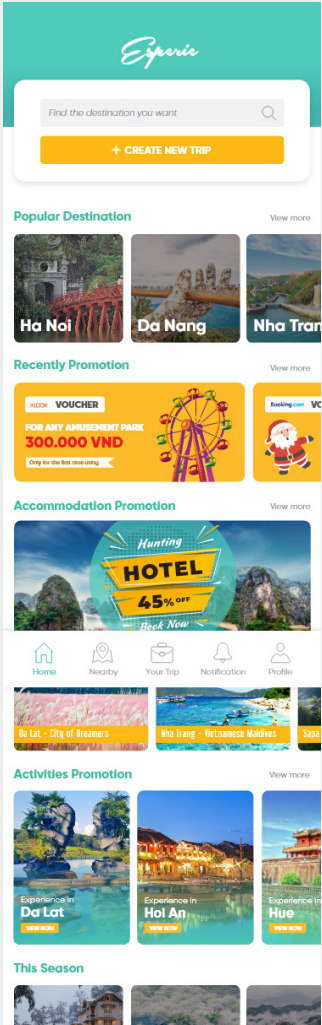 Esperie
Find the destination you want
+ CREATE NEW TRIP
Popular Destination
View more
Ha Noi
Da Nang
Nha Tran
Recently Promotion
View more
KLOOK VOUCHER
FOR ANY AMUSEMENT PARK
300.000 VND
Only for the first time using
Booking.com VO
Accommodation Promotion
View more
Hunting
HOTEL
45% OFF
Book Now
Home
Nearby
Your Trip
Notification
Profile
Da Lat - City of Dreamers
Nha Trang - Vietnamese Maldives
Sapa
Activities Promotion
View more
Experience in
Da Lat
VIEW NOW
Experience in
Hoi An
VIEW NOW
Experience in
Hue
VIEW NOW
This Season